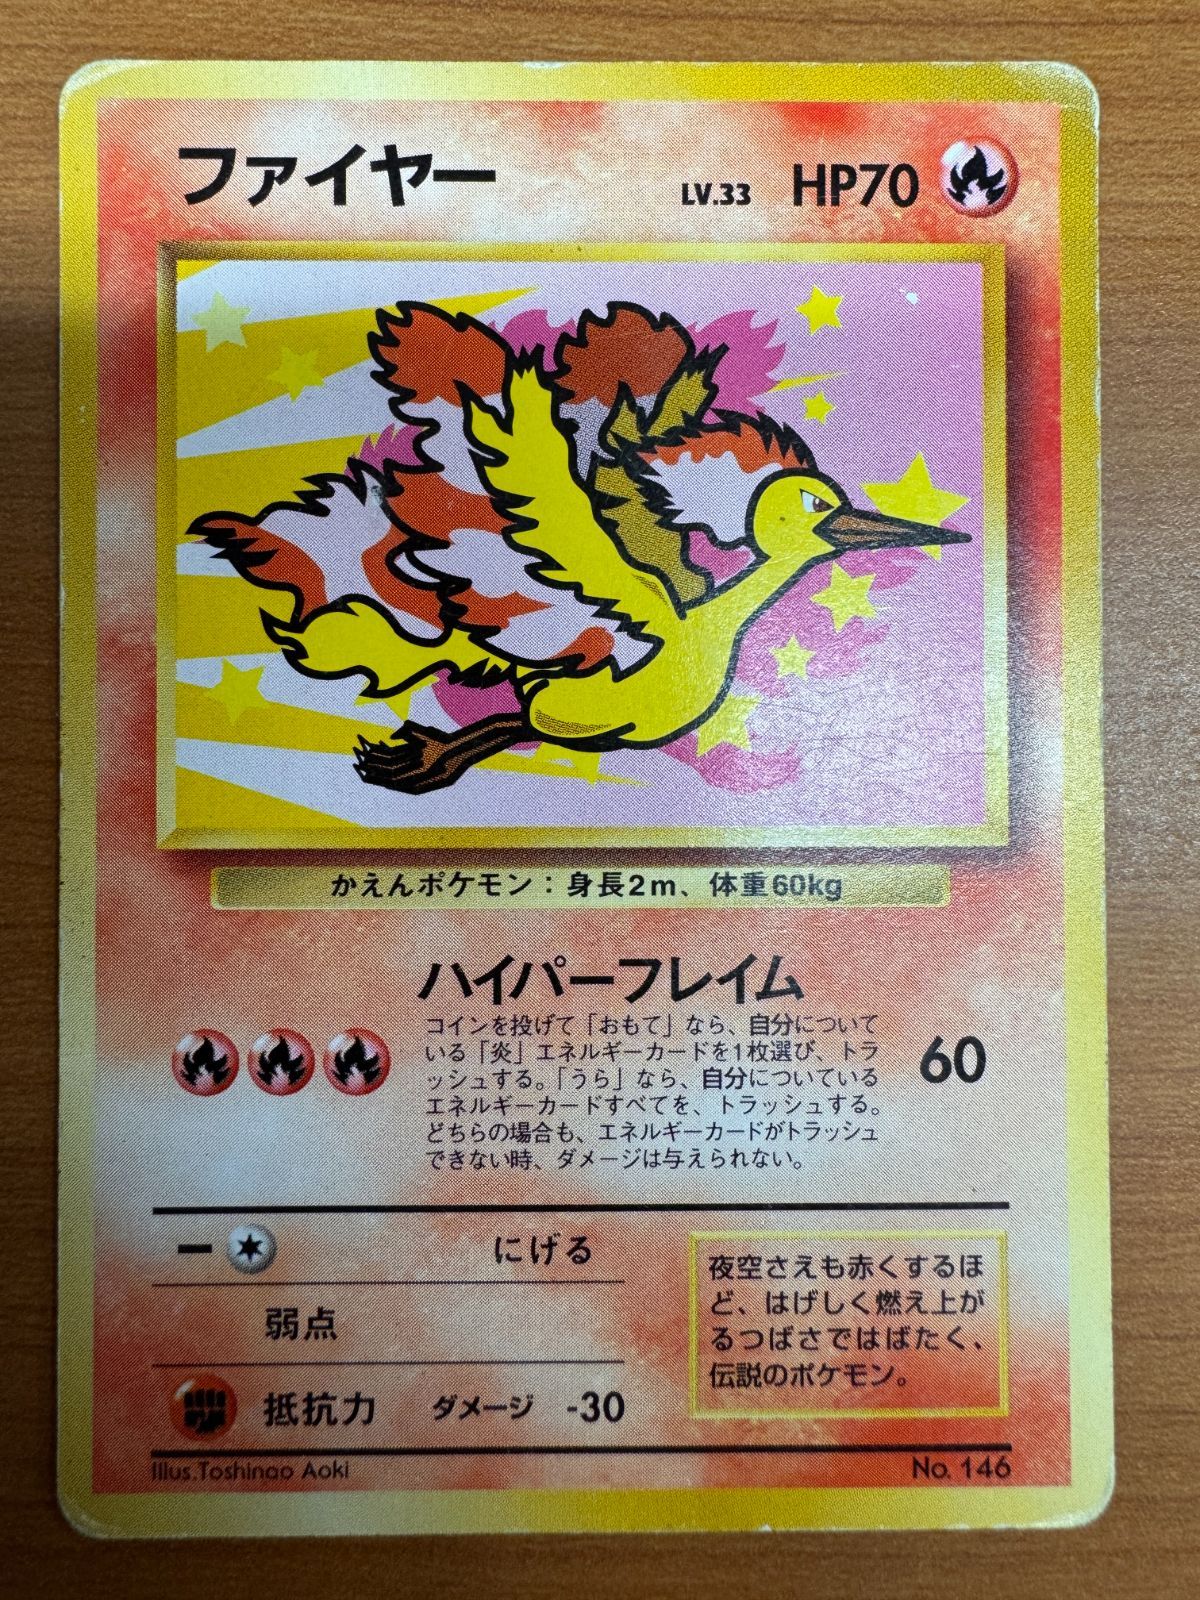 ファイヤー LV.33 HP70
かえんポケモン：身長2m、体重60kg
ハイパーフレイム
コインを投げて「おもて」なら、自分について
いる「炎」エネルギーカードを1枚選び、トラ
ッシュする。「うら」なら、自分についている
エネルギーカードすべてを、トラッシュする。
どちらの場合も、エネルギーカードがトラッシュ
できない時、ダメージは与えられない。
60
ー にげる
弱点
抵抗力 ダメージ -30
夜空さえも赤くするほ
ど、はげしく燃え上が
るつばさではばたく、
伝説のポケモン。
Illus.Toshinao Aoki
No. 146